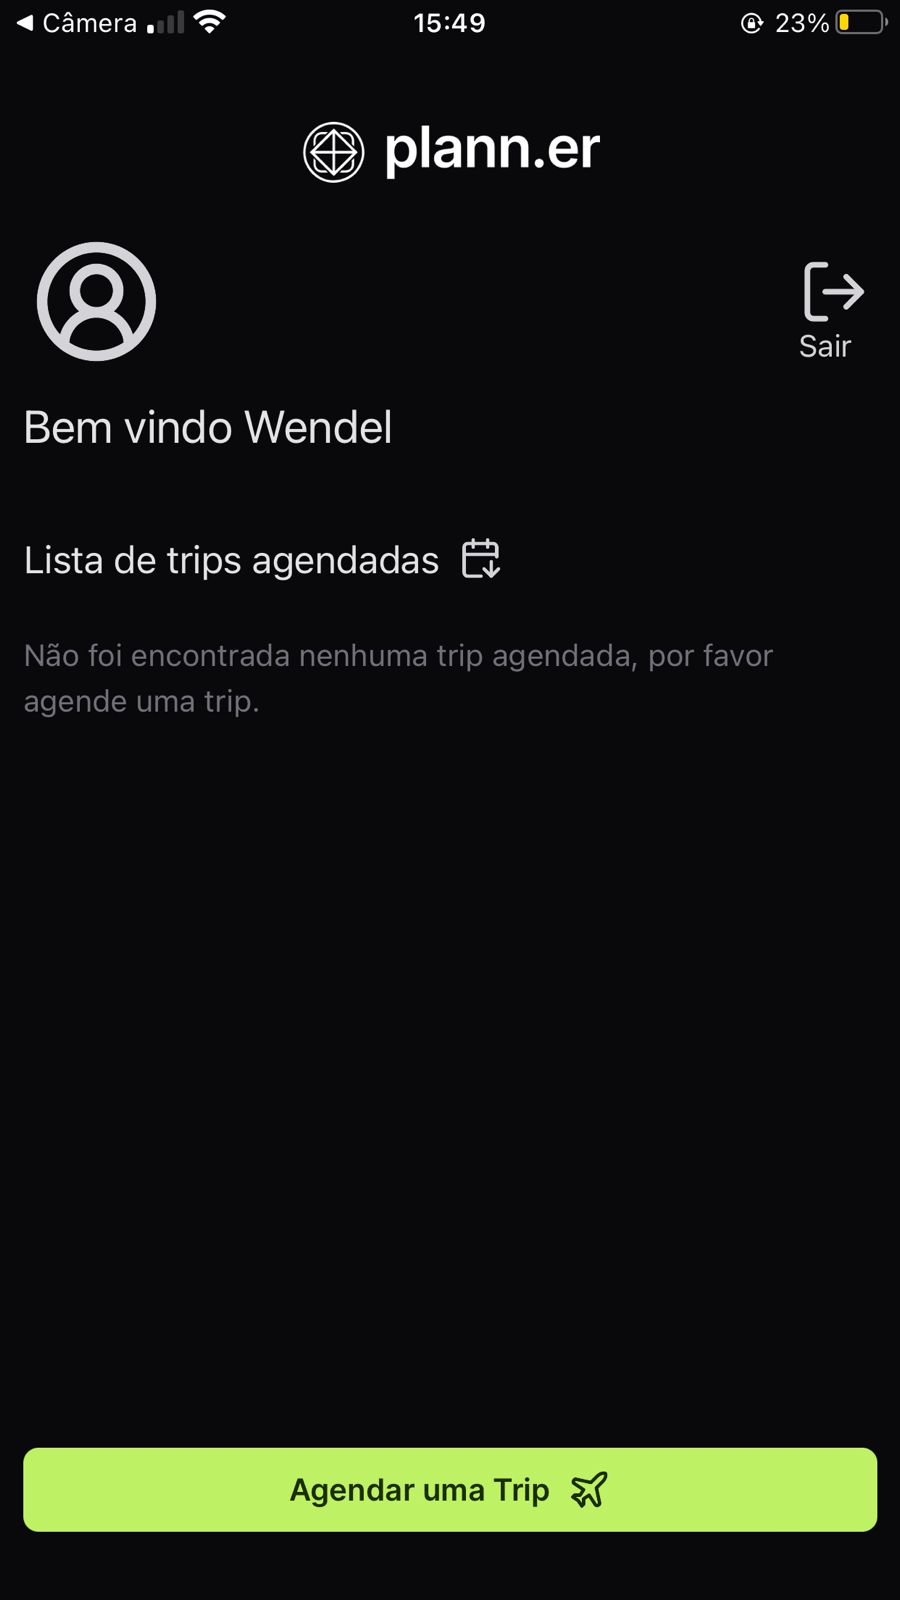 Câmera 15:49 23%
plann.er
Sair
Bem vindo Wendel
Lista de trips agendadas
Não foi encontrada nenhuma trip agendada, por favor
agende uma trip.
Agendar uma Trip